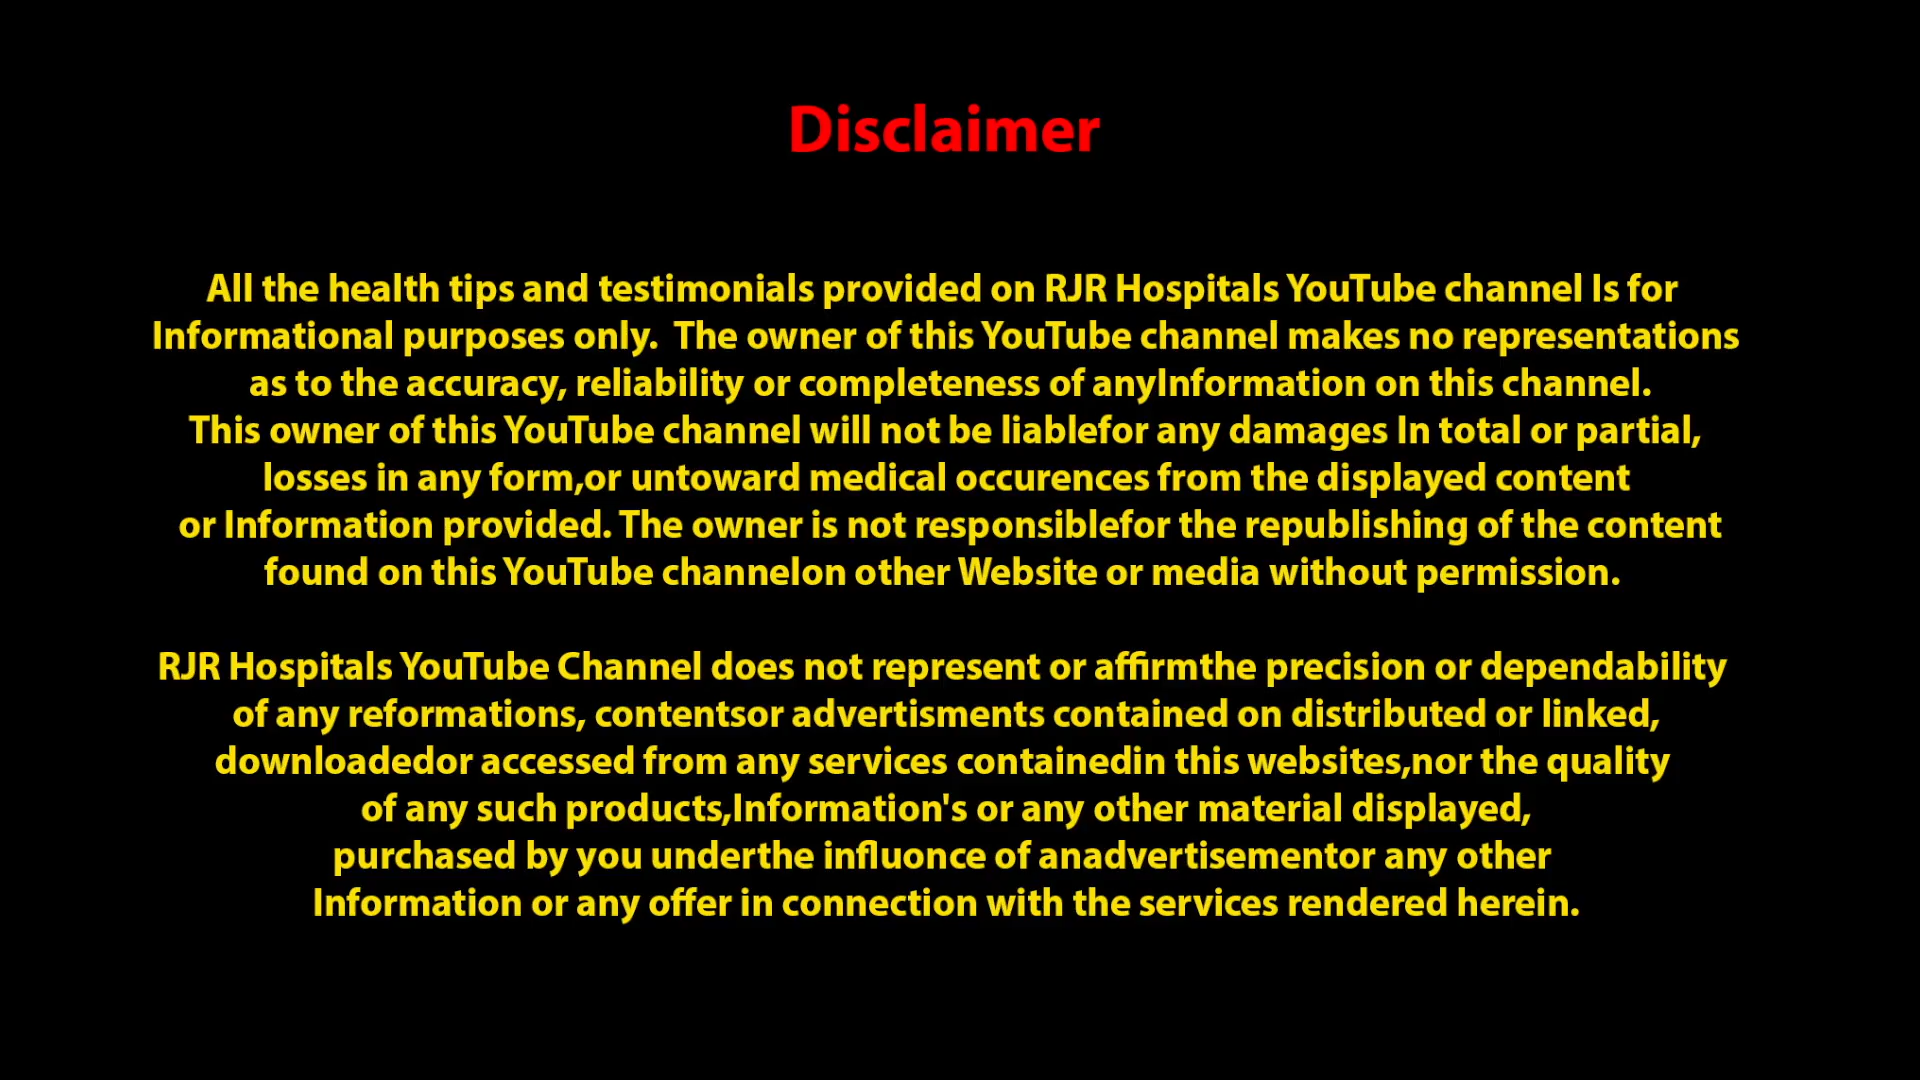 Disclaimer
All the health tips and testimonials provided on RJR Hospitals YouTube channel Is for
Informational purposes only.  The owner of this YouTube channel makes no representations
as to the accuracy, reliability or completeness of anyInformation on this channel.
This owner of this YouTube channel will not be liablefor any damages In total or partial,
losses in any form,or untoward medical occurences from the displayed content
or Information provided. The owner is not responsiblefor the republishing of the content
found on this YouTube channelon other Website or media without permission.
RJR Hospitals YouTube Channel does not represent or affirmthe precision or dependability
of any reformations, contentsor advertisments contained on distributed or linked,
downloadedor accessed from any services containedin this websites,nor the quality
of any such products,Information's or any other material displayed,
purchased by you underthe influonce of anadvertisementor any other
Information or any offer in connection with the services rendered herein.